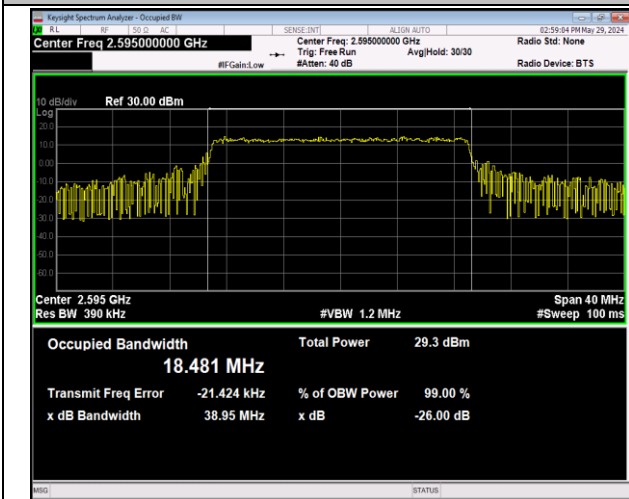 Keysight Spectrum Analyzer - Occupied BW
RL RF 50 Ω AC SENSE:INT ALIGN AUTO 02:59:04 PM May 29, 2024
Center Freq 2.595000000 GHz Center Freq: 2.595000000 GHz Radio Std: None
Trig: Free Run Avg|Hold: 30/30
#IFGain:Low #Atten: 40 dB Radio Device: BTS
10 dB/div Ref 30.00 dBm
Log
20.0
10.0
0.00
-10.0
-20.0
-30.0
-40.0
-50.0
-60.0
Center 2.595 GHz Span 40 MHz
Res BW 390 kHz #VBW 1.2 MHz #Sweep 100 ms
Occupied Bandwidth Total Power 29.3 dBm
18.481 MHz
Transmit Freq Error -21.424 kHz % of OBW Power 99.00 %
x dB Bandwidth 38.95 MHz x dB -26.00 dB
MSG STATUS